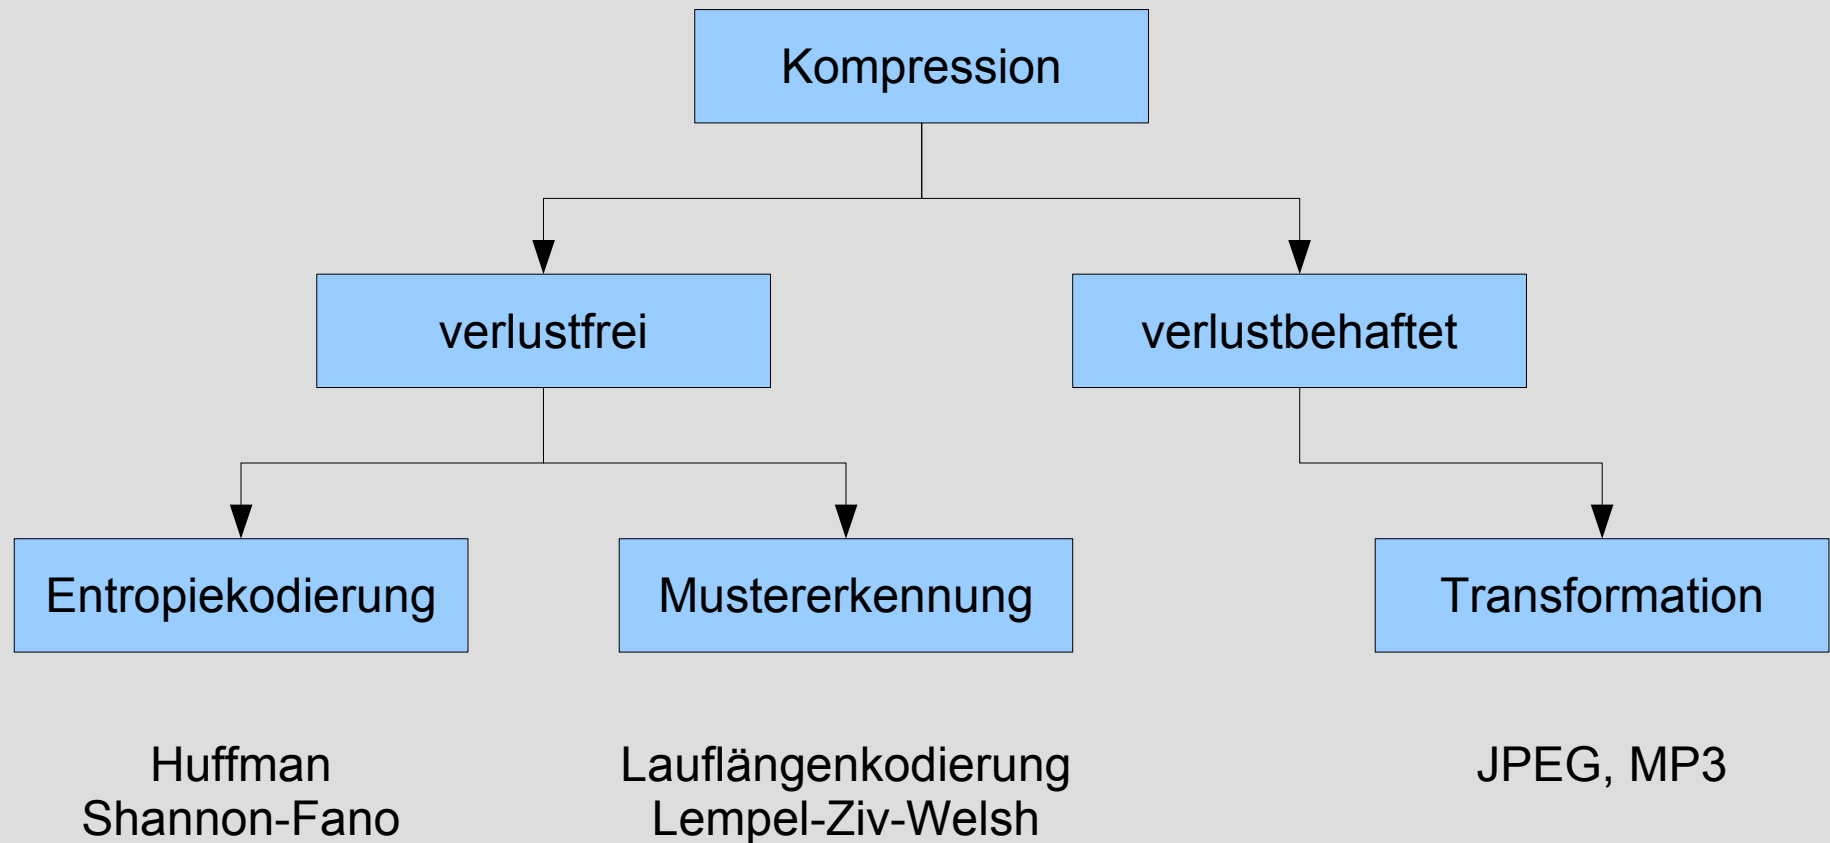 Kompression
verlustfrei
verlustbehaftet
Entropiekodierung
Mustererkennung
Transformation
Huffman
Shannon-Fano
Lauflängenkodierung
Lempel-Ziv-Welsh
JPEG, MP3